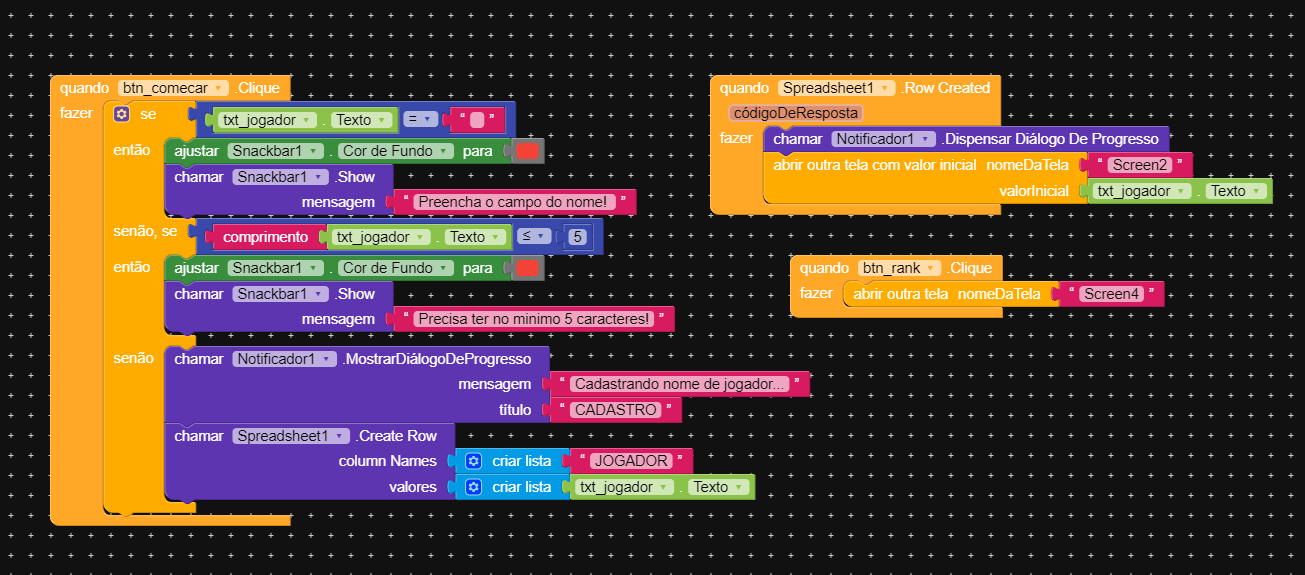 quando btn_comecar .Clique
fazer se txt_jogador . Texto = “ ”
então ajustar Snackbar1 . Cor de Fundo para
chamar Snackbar1 .Show
mensagem “ Preencha o campo do nome! ”
senão, se comprimento txt_jogador . Texto ≤ 5
então ajustar Snackbar1 . Cor de Fundo para
chamar Snackbar1 .Show
mensagem “ Precisa ter no minimo 5 caracteres! ”
senão chamar Notificador1 .MostrarDiálogoDeProgresso
mensagem “ Cadastrando nome de jogador... ”
título “ CADASTRO ”
chamar Spreadsheet1 .Create Row
column Names criar lista “ JOGADOR ”
valores criar lista txt_jogador . Texto
quando Spreadsheet1 .Row Created
códigoDeResposta
fazer chamar Notificador1 .Dispensar Diálogo De Progresso
abrir outra tela com valor inicial nomeDaTela “ Screen2 ”
valorInicial txt_jogador . Texto
quando btn_rank .Clique
fazer abrir outra tela nomeDaTela “ Screen4 ”